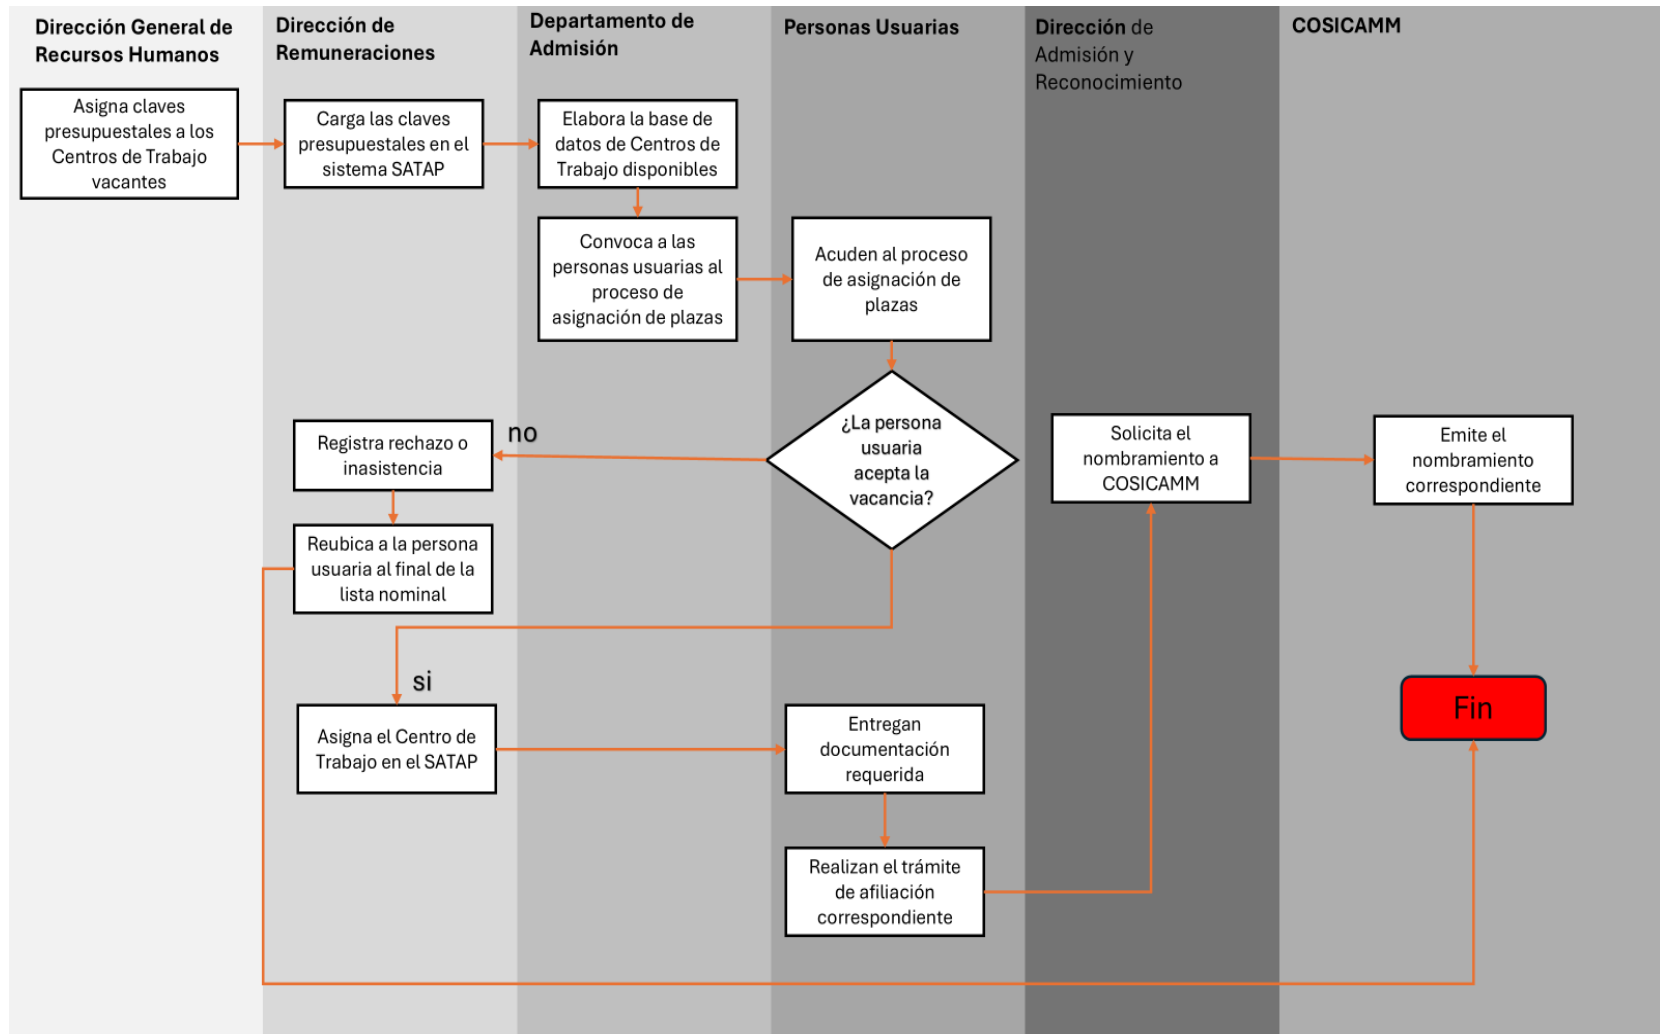 Dirección General de
Recursos Humanos
Dirección de
Remuneraciones
Departamento de
Admisión
Personas Usuarias
Dirección de
Admisión y
Reconocimiento
COSICAMM
Asigna claves
presupuestales a los
Centros de Trabajo
vacantes
Carga las claves
presupuestales en el
sistema SATAP
Elabora la base de
datos de Centros de
Trabajo disponibles
Convoca a las
personas usuarias al
proceso de
asignación de plazas
Acuden al proceso
de asignación de
plazas
¿La persona
usuaria
acepta la
vacancia?
no
Registra rechazo o
inasistencia
Reubica a la persona
usuaria al final de la
lista nominal
si
Asigna el Centro de
Trabajo en el SATAP
Entregan
documentación
requerida
Realizan el trámite
de afiliación
correspondiente
Solicita el
nombramiento a
COSICAMM
Emite el
nombramiento
correspondiente
Fin